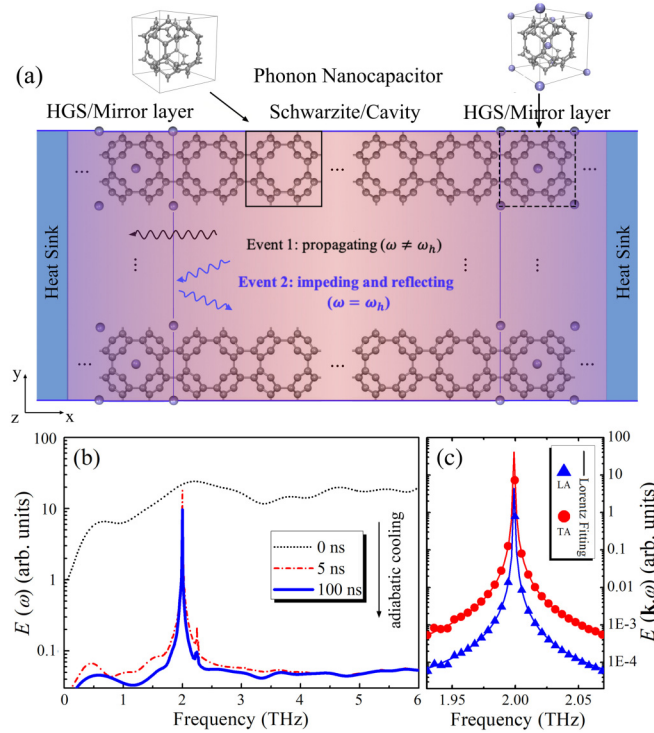 (a)
Phonon Nanocapacitor
HGS/Mirror layer
Schwarzite/Cavity
HGS/Mirror layer
Heat Sink
...
...
...
...
Event 1: propagating (ω ≠ ω_h)
Event 2: impeding and reflecting
(ω = ω_h)
Heat Sink
...
...
...
y
z
x
(b)
E (ω) (arb. units)
100
10
1
0.1
0 ns
5 ns
100 ns
adiabatic cooling
0
1
2
3
4
5
6
Frequency (THz)
(c)
LA
TA
Lorentz Fitting
100
10
1
0.1
0.01
1E-3
1E-4
E (k,ω) (arb. units)
1.95
2.00
2.05
Frequency (THz)